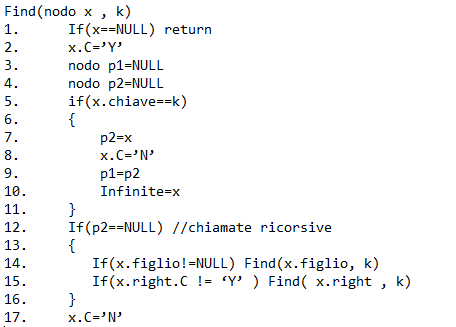 Find(nodo x , k)
1. If(x==NULL) return
2. x.C=’Y’
3. nodo p1=NULL
4. nodo p2=NULL
5. if(x.chiave==k)
6. {
7. p2=x
8. x.C=’N’
9. p1=p2
10. Infinite=x
11. }
12. If(p2==NULL) //chiamate ricorsive
13. {
14. If(x.figlio!=NULL) Find(x.figlio, k)
15. If(x.right.C != ‘Y’ ) Find( x.right , k)
16. }
17. x.C=’N’